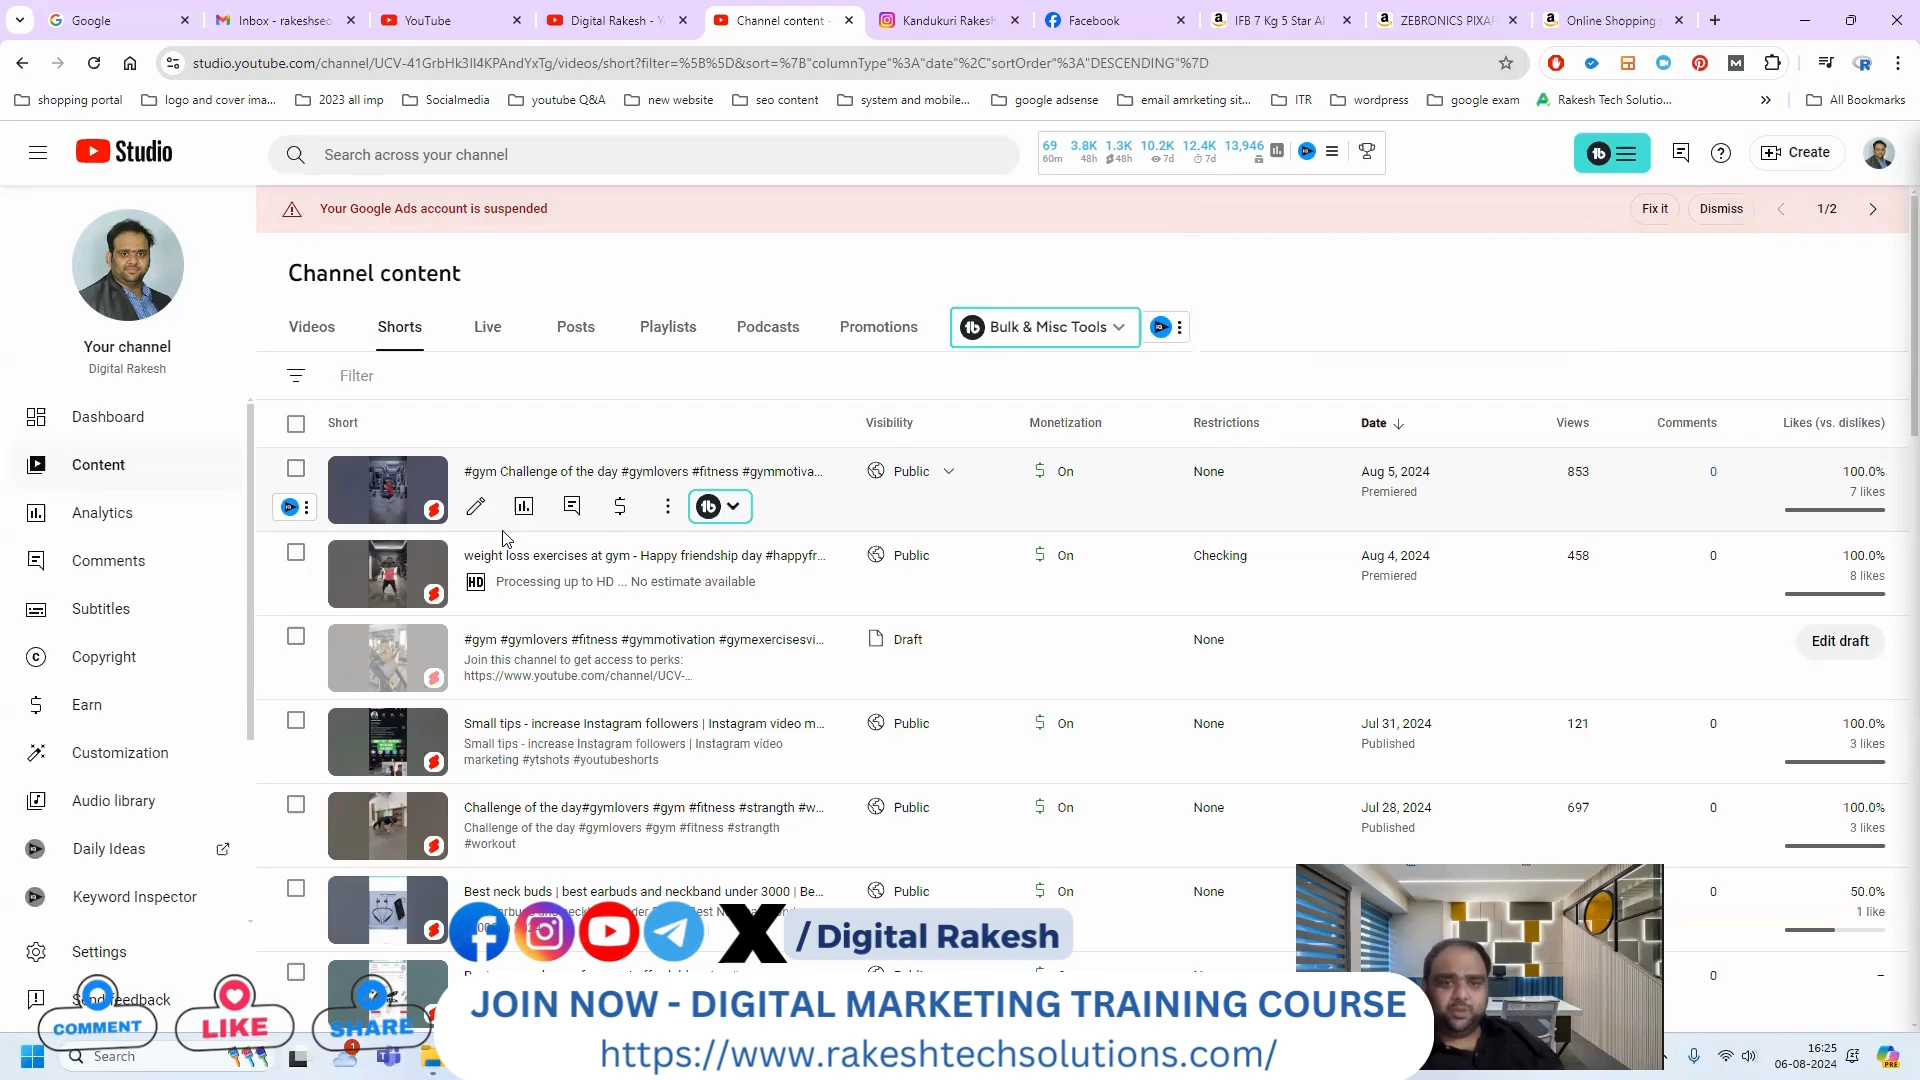 Google
Inbox - rakeshseo
YouTube
Digital Rakesh - Y
Channel content -
Kandukuri Rakesh
Facebook
IFB 7 Kg 5 Star AI
ZEBRONICS PIXA
Online Shopping
studio.youtube.com/channel/UCV-41GrbHk3Il4KPAndYxTg/videos/short?filter=%5B%5D&sort=%7B"columnType"%3A"date"%2C"sortOrder"%3A"DESCENDING"%7D
shopping portal
logo and cover ima...
2023 all imp
Socialmedia
youtube Q&A
new website
seo content
system and mobile...
google adsense
email amrketing sit...
ITR
wordpress
google exam
Rakesh Tech Solutio...
All Bookmarks
Studio
Search across your channel
69 3.8K 1.3K 10.2K 12.4K 13,946
60m 48h 48h 7d 7d
Create
Your Google Ads account is suspended
Fix it
Dismiss
1/2
Channel content
Videos
Shorts
Live
Posts
Playlists
Podcasts
Promotions
Bulk & Misc Tools
Filter
Your channel
Digital Rakesh
Dashboard
Content
Analytics
Comments
Subtitles
Copyright
Earn
Customization
Audio library
Daily Ideas
Keyword Inspector
Settings
Send feedback
Short Visibility Monetization Restrictions Date Views Comments Likes (vs. dislikes)
#gym Challenge of the day #gymlovers #fitness #gymmotiva... Public On None Aug 5, 2024 853 0 100.0%
Premiered 7 likes
weight loss exercises at gym - Happy friendship day #happyfr... Public On Checking Aug 4, 2024 458 0 100.0%
HD Processing up to HD ... No estimate available Premiered 8 likes
#gym #gymlovers #fitness #gymmotivation #gymexercisesvi... Draft None Edit draft
Join this channel to get access to perks:
https://www.youtube.com/channel/UCV-...
Small tips - increase Instagram followers | Instagram video m... Public On None Jul 31, 2024 121 0 100.0%
Small tips - increase Instagram followers | Instagram video Published 3 likes
marketing #ytshots #youtubeshorts
Challenge of the day#gymlovers #gym #fitness #strangth #w... Public On None Jul 28, 2024 697 0 100.0%
Challenge of the day #gymlovers #gym #fitness #strangth Published 3 likes
#workout
Best neck buds | best earbuds and neckband under 3000 | Be... Public On None 0 50.0%
1 like
0 –
/ Digital Rakesh
COMMENT
LIKE
SHARE
JOIN NOW - DIGITAL MARKETING TRAINING COURSE
https://www.rakeshtechsolutions.com/
Search
1
16:25
06-08-2024